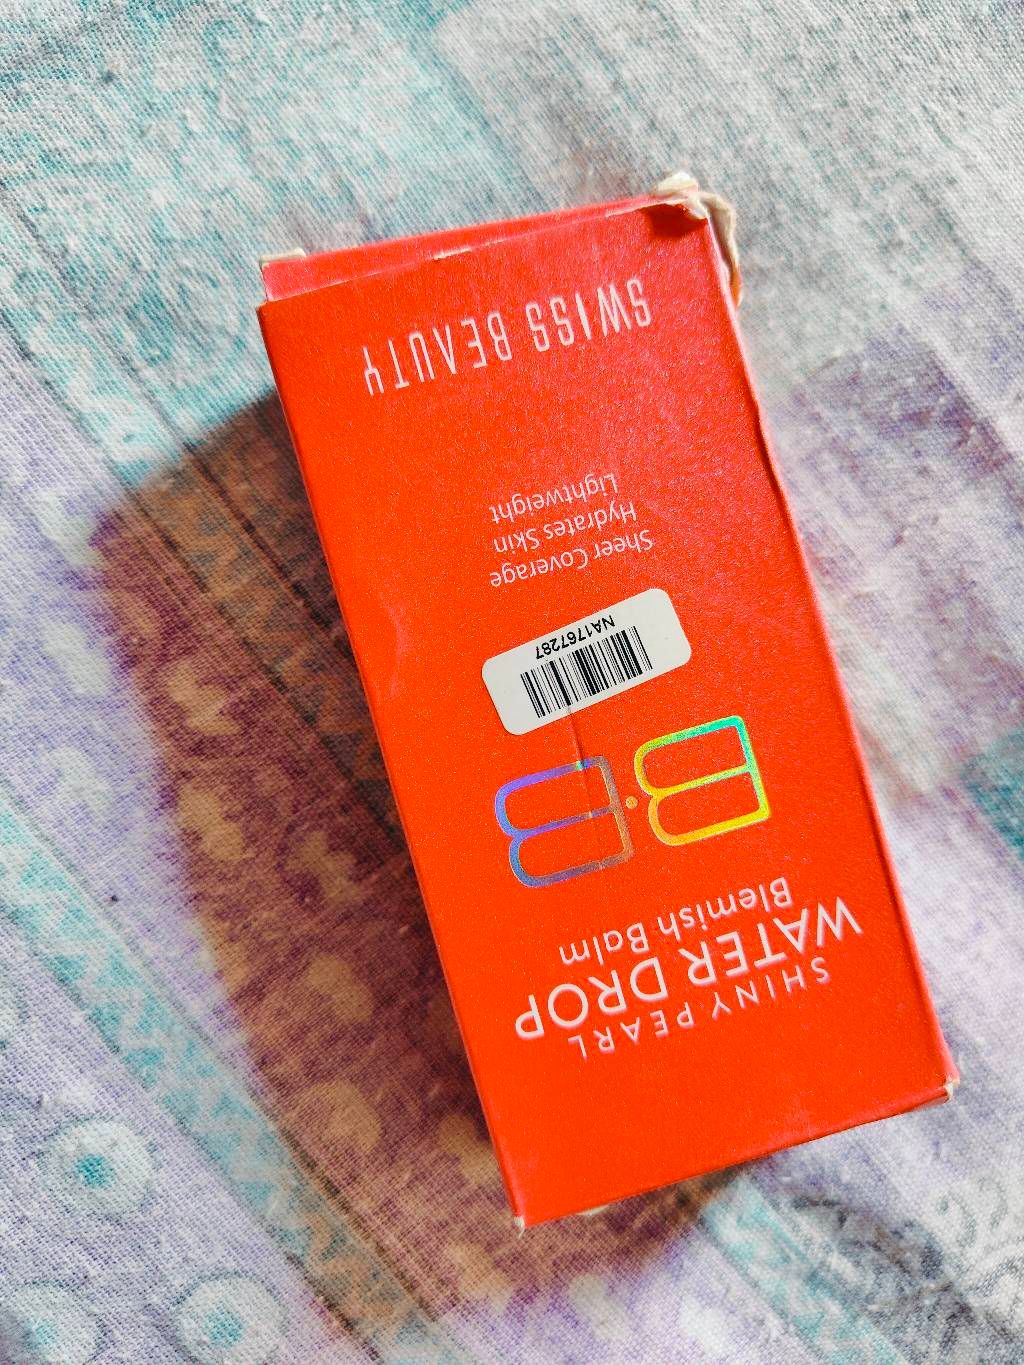 SHINY PEARL
WATER DROP
Blemish Balm
B.B
NA1767287
Sheer Coverage
Hydrates Skin
Lightweight
SWISS BEAUTY